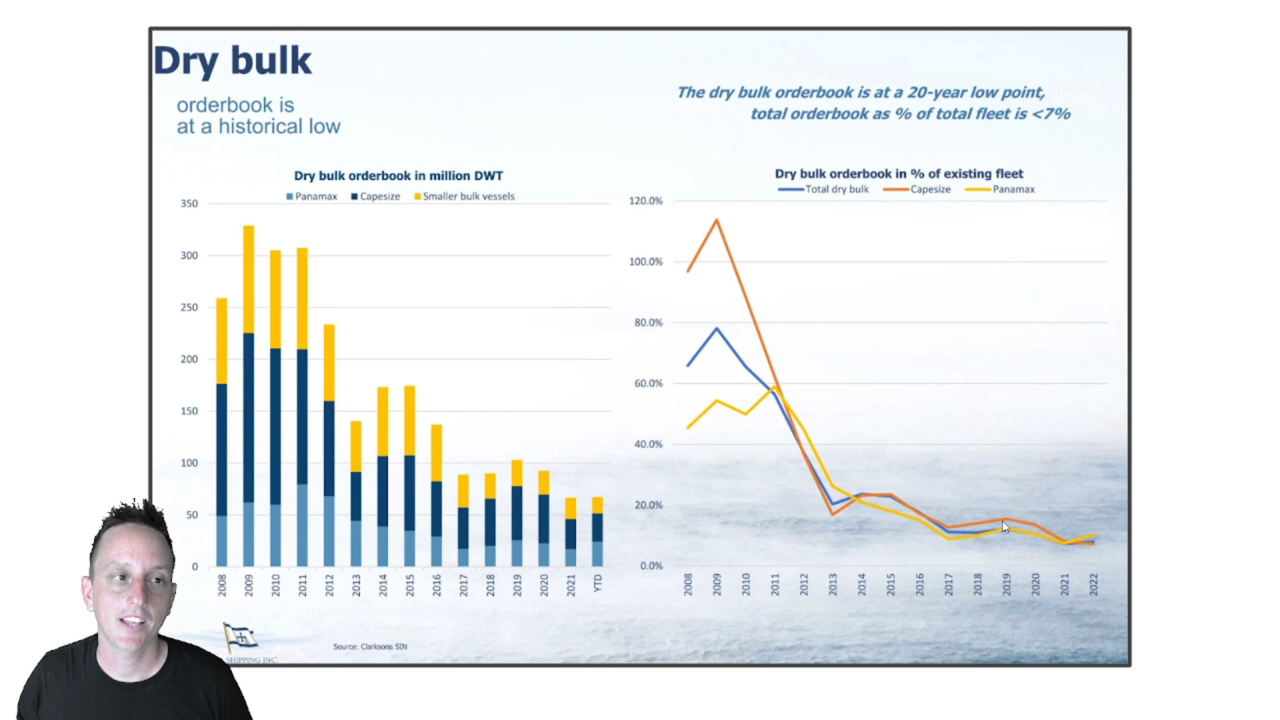 Dry bulk
orderbook is
at a historical low
The dry bulk orderbook is at a 20-year low point,
total orderbook as % of total fleet is <7%
Dry bulk orderbook in million DWT
Panamax Capesize Smaller bulk vessels
350
300
250
200
150
100
50
0
2008 2009 2010 2011 2012 2013 2014 2015 2016 2017 2018 2019 2020 2021 YTD
Dry bulk orderbook in % of existing fleet
Total dry bulk Capesize Panamax
120.0%
100.0%
80.0%
60.0%
40.0%
20.0%
0.0%
2008 2009 2010 2011 2012 2013 2014 2015 2016 2017 2018 2019 2020 2021 2022
SHIPPING INC.
Source: Clarksons SIN